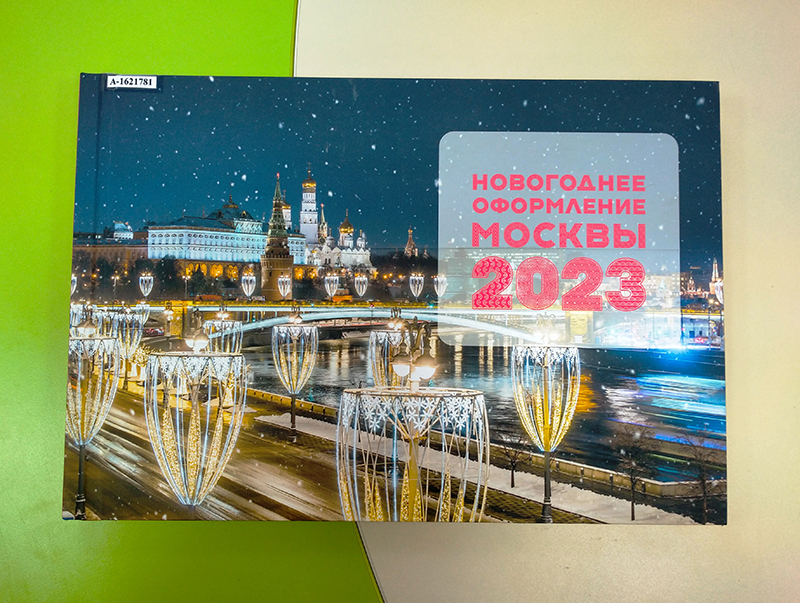 А-1621781
НОВОГОДНЕЕ
ОФОРМЛЕНИЕ
МОСКВЫ
2023